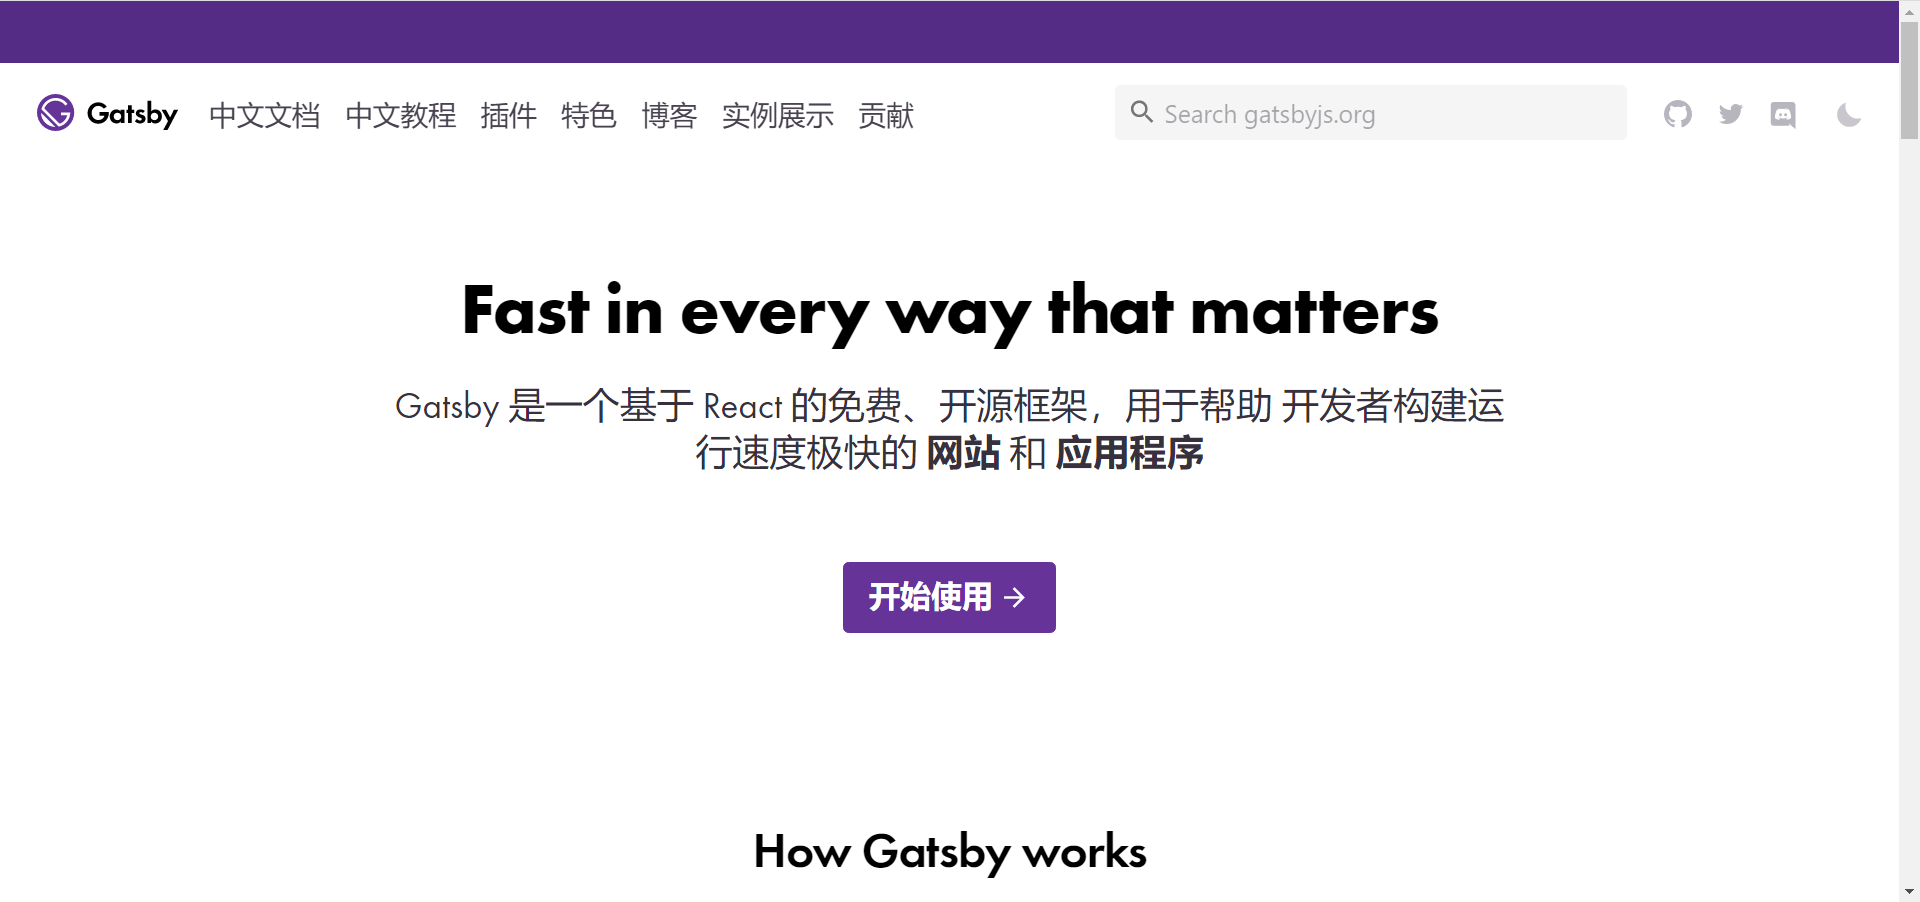 Gatsby 中文文档 中文教程 插件 特色 博客 实例展示 贡献 Search gatsbyjs.org
Fast in every way that matters
Gatsby 是一个基于 React 的免费、开源框架，用于帮助 开发者构建运
行速度极快的 网站 和 应用程序
开始使用 →
How Gatsby works